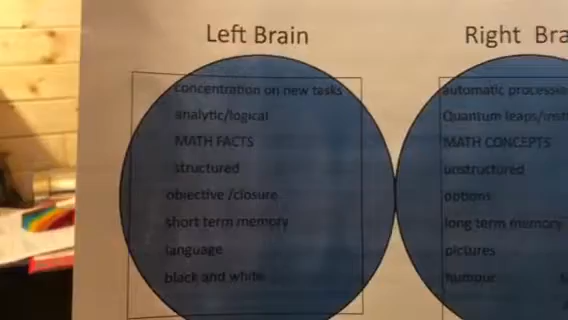 Left Brain
concentration on new tasks
analytic/logical
MATH FACTS
structured
objective /closure
short term memory
language
black and white
Right Bra
automatic processin
Quantum leaps/inst
MATH CONCEPTS
unstructured
options
long term memory
pictures
humour